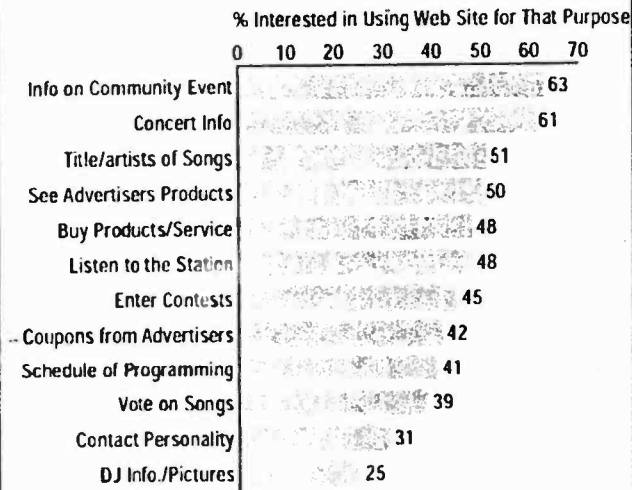 % Interested in Using Web Site for That Purpose
0 10 20 30 40 50 60 70
Info on Community Event 63
Concert Info 61
Title/artists of Songs 51
See Advertisers Products 50
Buy Products/Service 48
Listen to the Station 48
Enter Contests 45
Coupons from Advertisers 42
Schedule of Programming 41
Vote on Songs 39
Contact Personality 31
DJ Info./Pictures 25